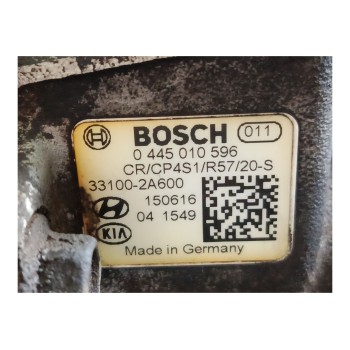 BOSCH 011
0 445 010 596
CR/CP4S1/R57/20-S
33100-2A600
150616
04 1549
KIA
Made in Germany